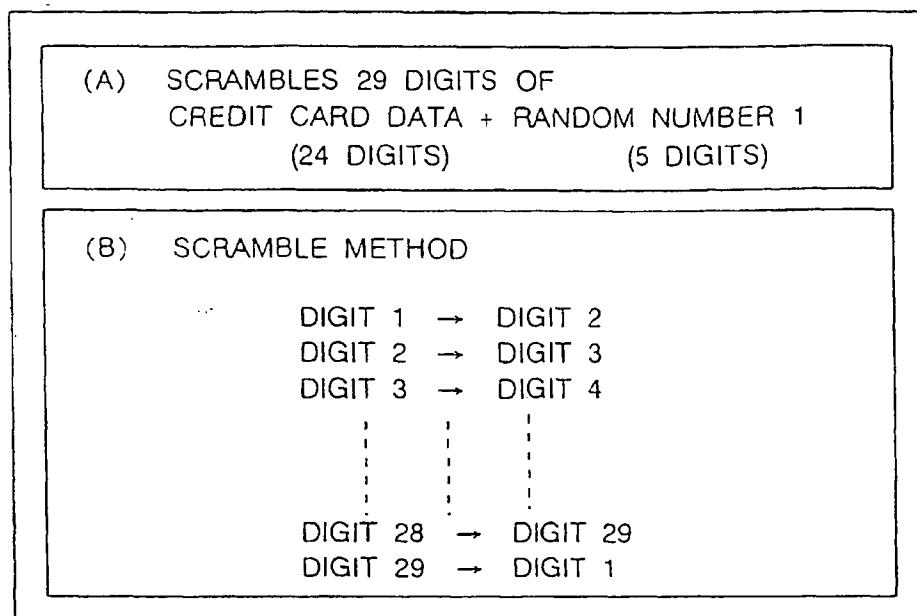 (A) SCRAMBLES 29 DIGITS OF
CREDIT CARD DATA + RANDOM NUMBER 1
(24 DIGITS) (5 DIGITS)
(B) SCRAMBLE METHOD
DIGIT 1 → DIGIT 2
DIGIT 2 → DIGIT 3
DIGIT 3 → DIGIT 4
DIGIT 28 → DIGIT 29
DIGIT 29 → DIGIT 1